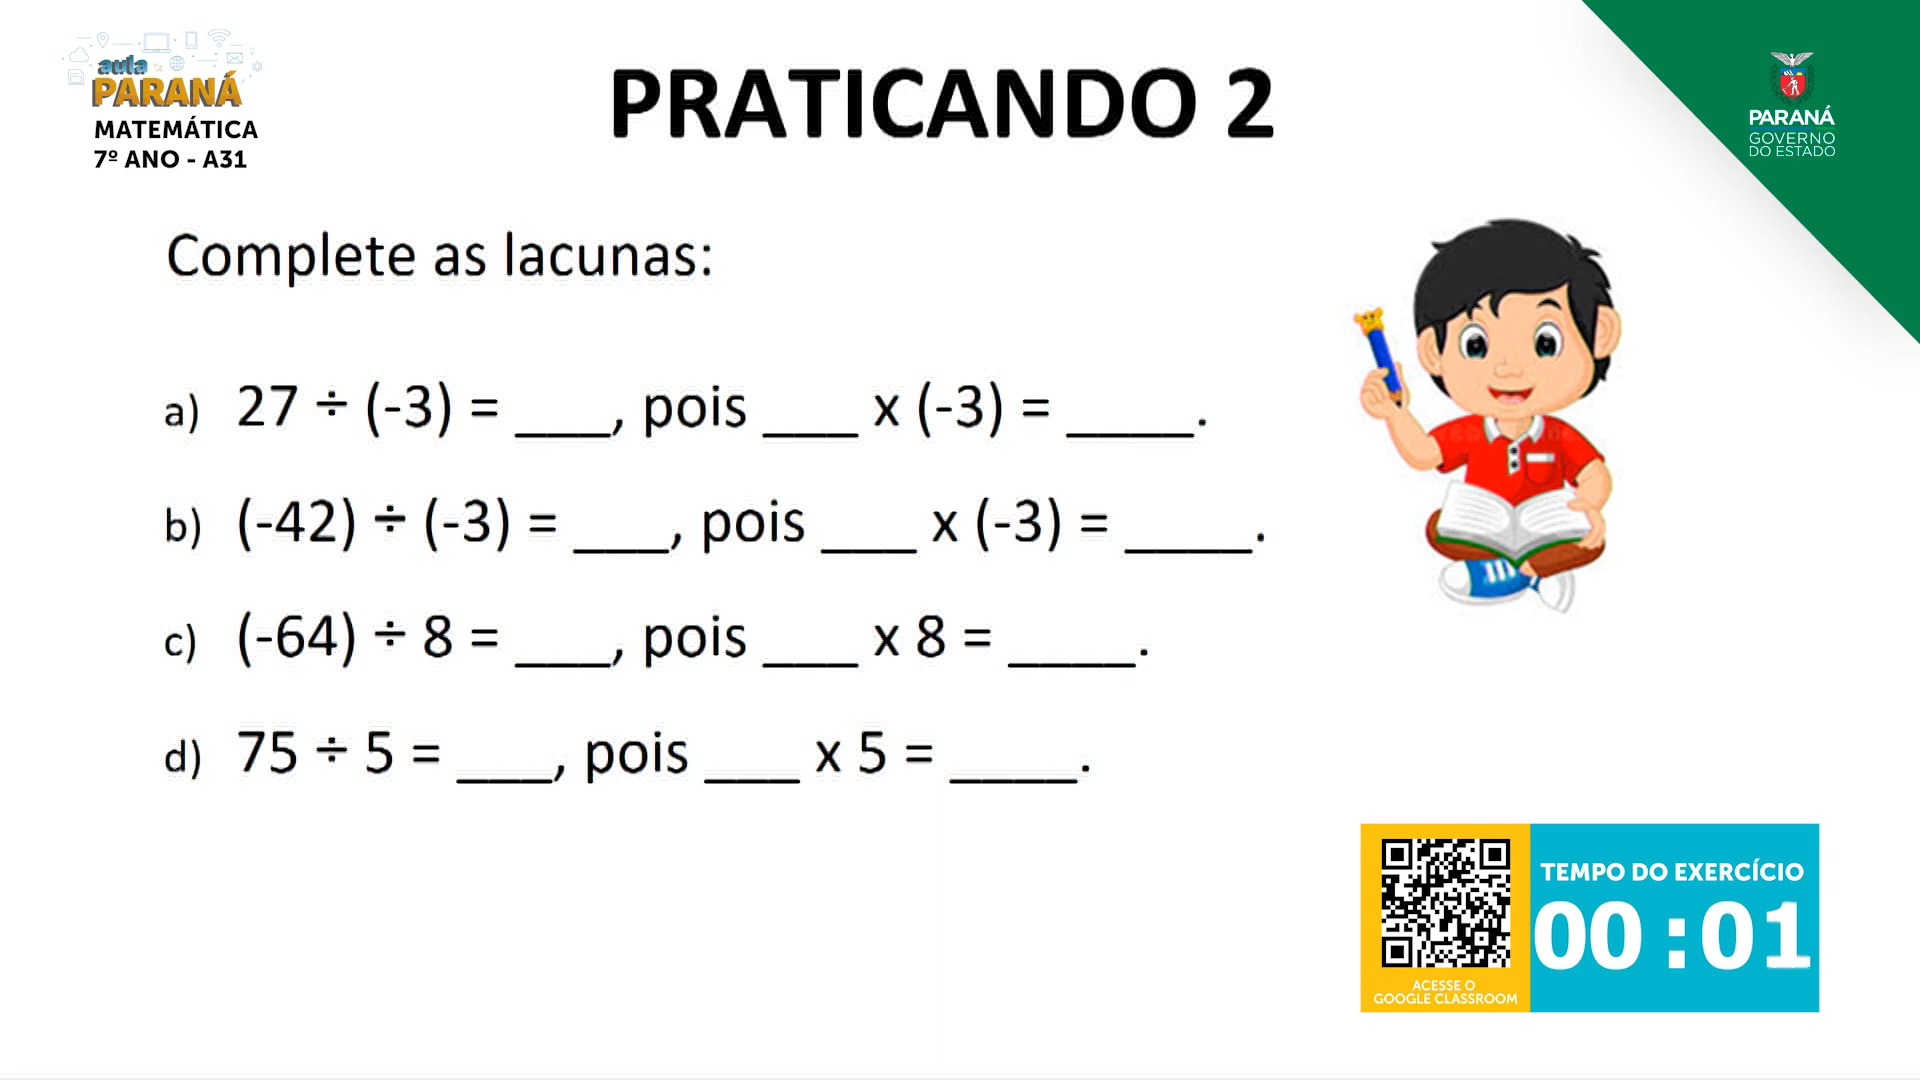 aula
PARANÁ
MATEMÁTICA
7º ANO - A31
PRATICANDO 2
PARANÁ
GOVERNO
DO ESTADO
Complete as lacunas:
a) 27 ÷ (-3) = ___, pois ___ x (-3) = ____.
b) (-42) ÷ (-3) = ___, pois ___ x (-3) = ____.
c) (-64) ÷ 8 = ___, pois ___ x 8 = ____.
d) 75 ÷ 5 = ___, pois ___ x 5 = ____.
TEMPO DO EXERCÍCIO
00 :01
ACESSE O
GOOGLE CLASSROOM